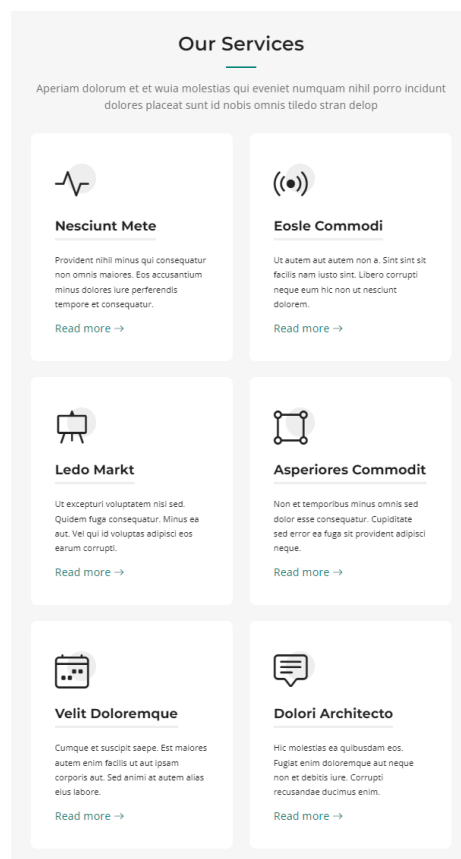 Our Services
Aperiam dolorum et et wuia molestias qui eveniet numquam nihil porro incidunt
dolores placeat sunt id nobis omnis tiledo stran delop
Nesciunt Mete
Provident nihil minus qui consequatur
non omnis maiores. Eos accusantium
minus dolores iure perferendis
tempore et consequatur.
Read more →
Eosle Commodi
Ut autem aut autem non a. Sint sint sit
facilis nam iusto sint. Libero corrupti
neque eum hic non ut nesciunt
dolorem.
Read more →
Ledo Markt
Ut excepturi voluptatem nisi sed.
Quidem fuga consequatur. Minus ea
aut. Vel qui id voluptas adipisci eos
earum corrupti.
Read more →
Asperiores Commodit
Non et temporibus minus omnis sed
dolor esse consequatur. Cupiditate
sed error ea fuga sit provident adipisci
neque.
Read more →
Velit Doloremque
Cumque et suscipit saepe. Est maiores
autem enim facilis ut aut ipsam
corporis aut. Sed animi at autem alias
eius labore.
Read more →
Dolori Architecto
Hic molestias ea quibusdam eos.
Fugiat enim doloremque aut neque
non et debitis iure. Corrupti
recusandae ducimus enim.
Read more →